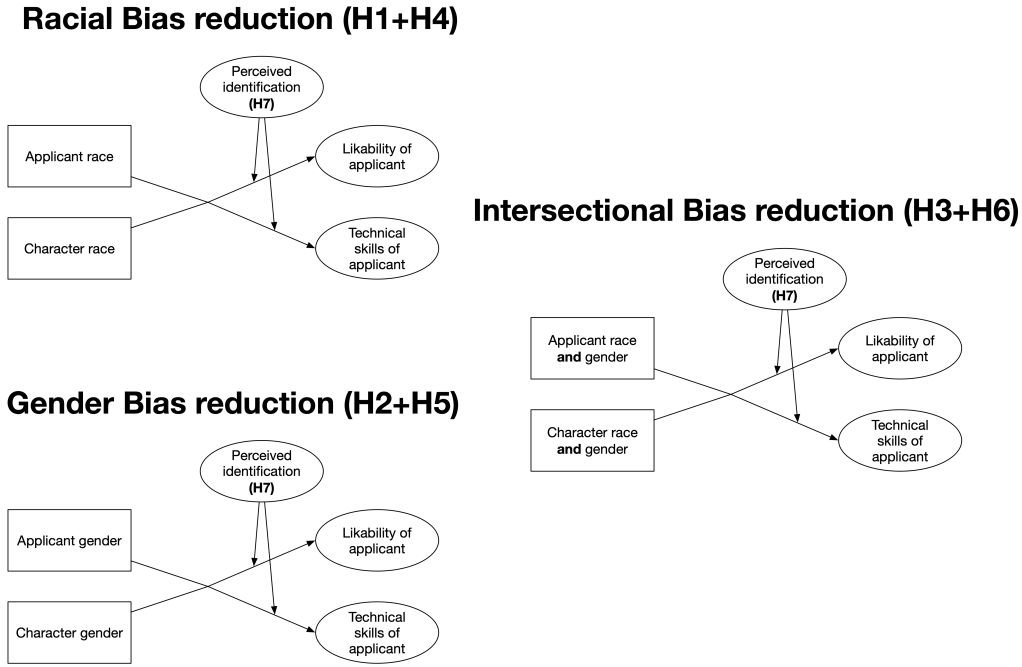 Racial Bias reduction (H1+H4)
Perceived
identification
(H7)
Applicant race
Likability of
applicant
Character race
Technical
skills of
applicant
Intersectional Bias reduction (H3+H6)
Perceived
identification
(H7)
Applicant race
and gender
Likability of
applicant
Character race
and gender
Technical
skills of
applicant
Gender Bias reduction (H2+H5)
Perceived
identification
(H7)
Applicant gender
Likability of
applicant
Character gender
Technical
skills of
applicant